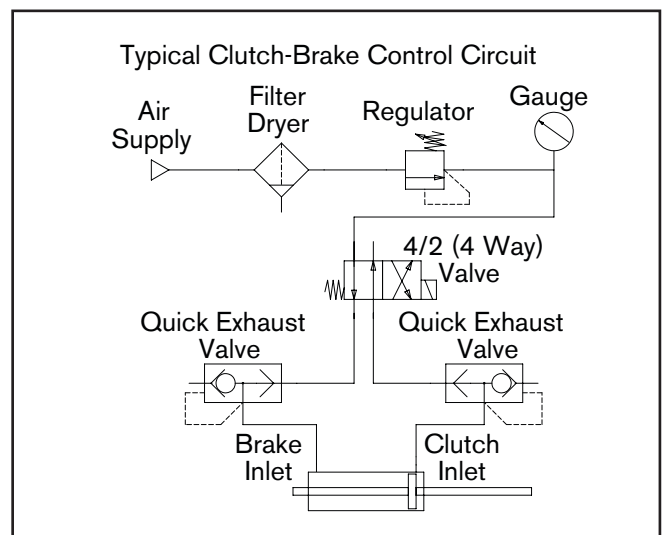 Typical Clutch-Brake Control Circuit
Air
Supply
Filter
Dryer
Regulator
Gauge
4/2 (4 Way)
Valve
Quick Exhaust
Valve
Quick Exhaust
Valve
Brake
Inlet
Clutch
Inlet